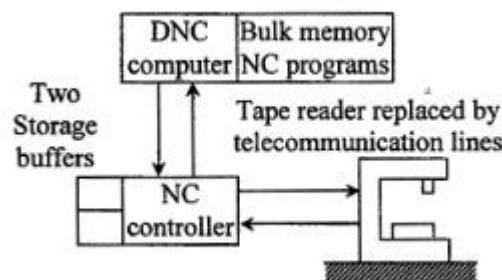 DNC
computer
Bulk memory
NC programs
Two
Storage
buffers
Tape reader replaced by
telecommunication lines
NC
controller